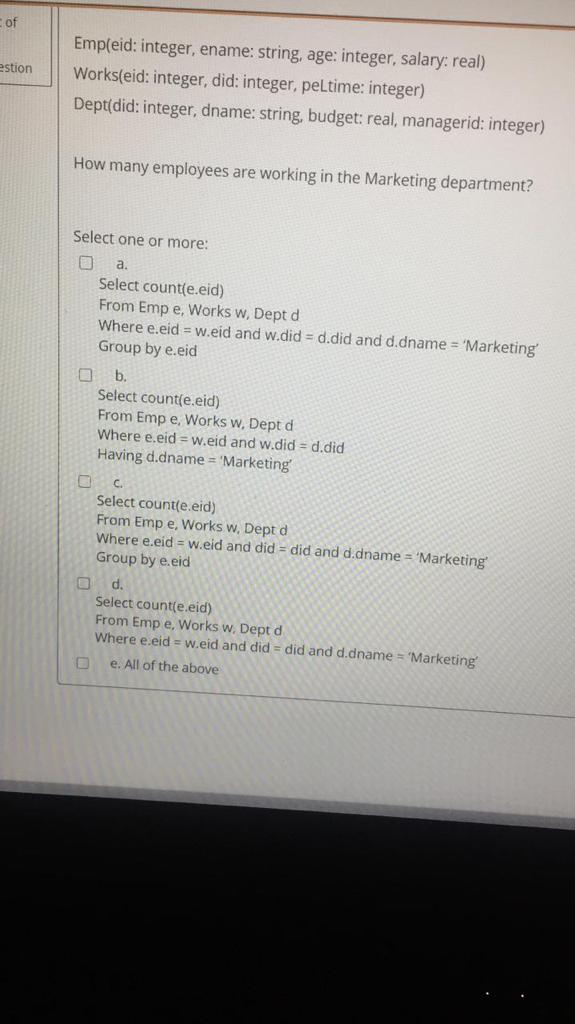 of
estion
Emp(eid: integer, ename: string, age: integer, salary: real)
Works(eid: integer, did: integer, peLtime: integer)
Dept(did: integer, dname: string, budget: real, managerid: integer)
How many employees are working in the Marketing department?
Select one or more:
a.
Select count(e.eid)
From Emp e, Works w, Dept d
Where e.eid = w.eid and w.did = d.did and d.dname = 'Marketing'
Group by e.eid
b.
Select count(e.eid)
From Emp e, Works w, Dept d
Where e.eid = w.eid and w.did = d.did
Having d.dname = 'Marketing'
c.
Select count(e.eid)
From Emp e, Works w, Dept d
Where e.eid = w.eid and did = did and d.dname = 'Marketing'
Group by e.eid
d.
Select count(e.eid)
From Emp e, Works w, Dept d
Where e.eid = w.eid and did = did and d.dname = 'Marketing'
e. All of the above